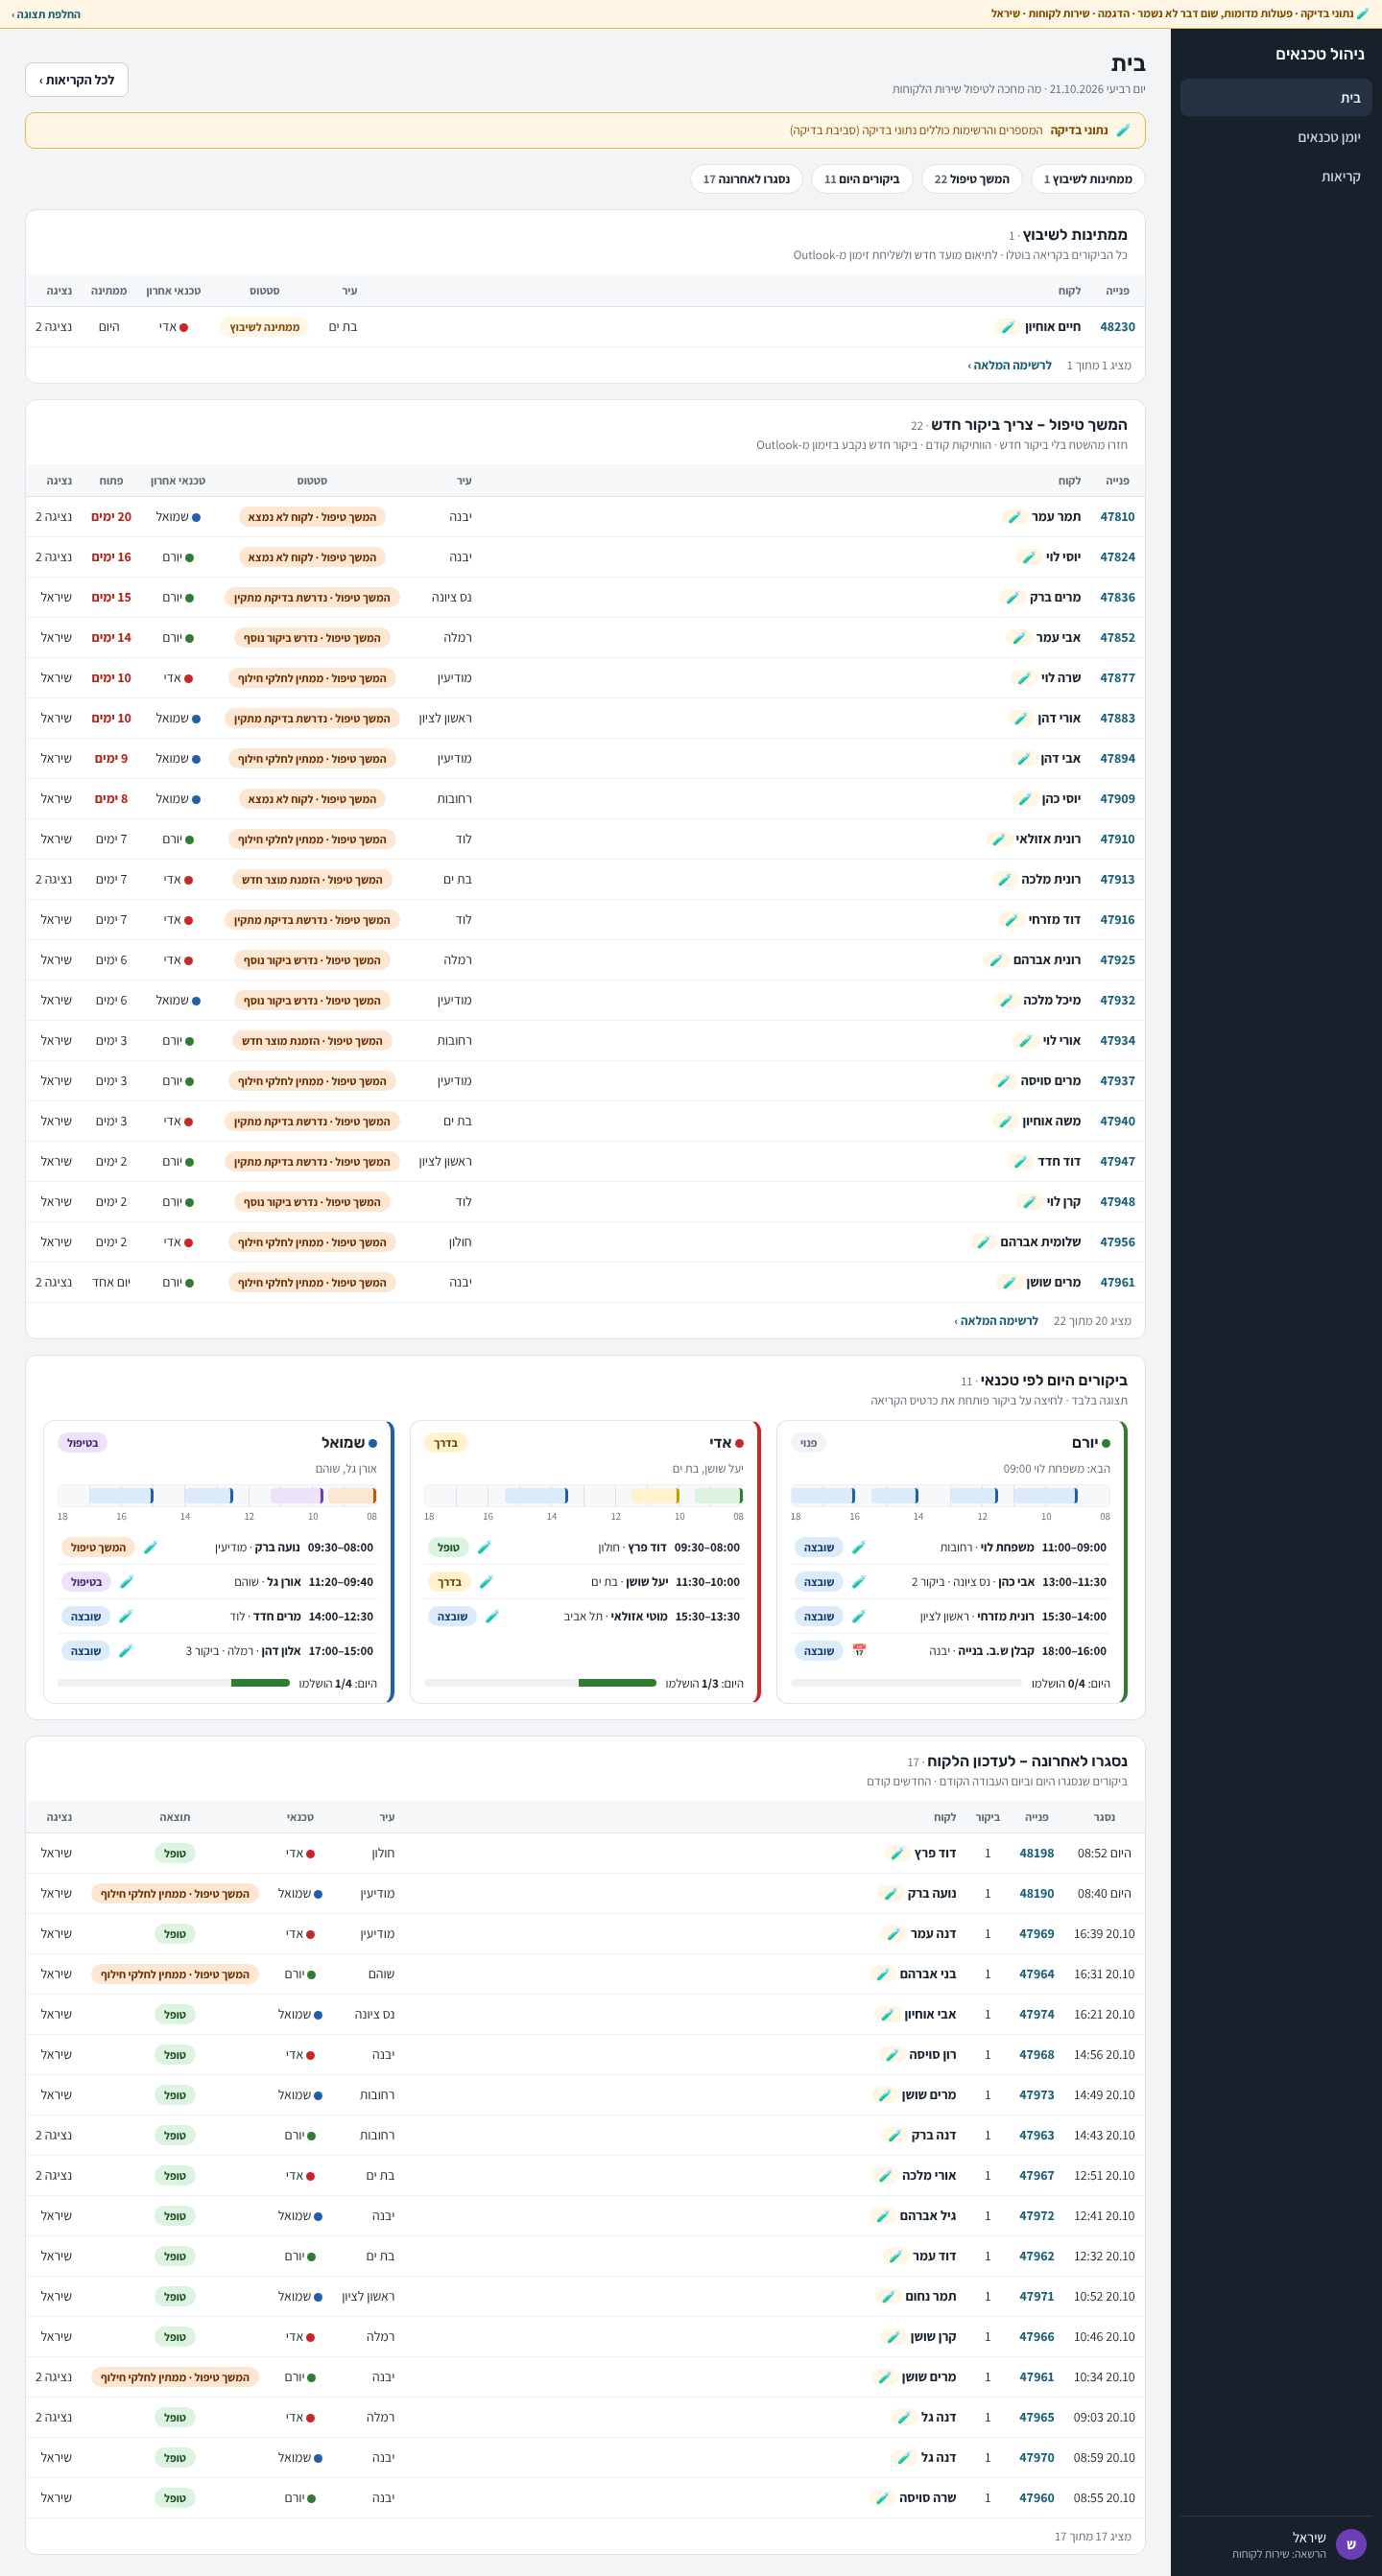 🧪 נתוני בדיקה · פעולות מדומות, שום דבר לא נשמר · הדגמה · שירות לקוחות · שיראל
החלפת תצוגה ›
ניהול טכנאים
בית
יומן טכנאים
קריאות
בית
יום רביעי 21.10.2026 · מה מחכה לטיפול שירות הלקוחות
לכל הקריאות ›
🧪 נתוני בדיקה המספרים והרשימות כוללים נתוני בדיקה (סביבת בדיקה)
ממתינות לשיבוץ 1
המשך טיפול 22
ביקורים היום 11
נסגרו לאחרונה 17
ממתינות לשיבוץ · 1
כל הביקורים בקריאה בוטלו · לתיאום מועד חדש ולשליחת זימון מ-Outlook
פנייה לקוח עיר סטטוס טכנאי אחרון ממתינה נציגה
48230 חיים אוחיון 🧪 בת ים ממתינה לשיבוץ אדי היום נציגה 2
מציג 1 מתוך 1 לרשימה המלאה ›
המשך טיפול – צריך ביקור חדש · 22
חזרו מהשטח בלי ביקור חדש · הוותיקות קודם · ביקור חדש נקבע בזימון מ-Outlook
פנייה לקוח עיר סטטוס טכנאי אחרון פתוח נציגה
47810 תמר עמר 🧪 יבנה המשך טיפול · לקוח לא נמצא שמואל 20 ימים נציגה 2
47824 יוסי לוי 🧪 יבנה המשך טיפול · לקוח לא נמצא יורם 16 ימים נציגה 2
47836 מרים ברק 🧪 נס ציונה המשך טיפול · נדרשת בדיקת מתקין יורם 15 ימים שיראל
47852 אבי עמר 🧪 רמלה המשך טיפול · נדרש ביקור נוסף יורם 14 ימים שיראל
47877 שרה לוי 🧪 מודיעין המשך טיפול · ממתין לחלקי חילוף אדי 10 ימים שיראל
47883 אורי דהן 🧪 ראשון לציון המשך טיפול · נדרשת בדיקת מתקין שמואל 10 ימים שיראל
47894 אבי דהן 🧪 מודיעין המשך טיפול · ממתין לחלקי חילוף שמואל 9 ימים שיראל
47909 יוסי כהן 🧪 רחובות המשך טיפול · לקוח לא נמצא שמואל 8 ימים שיראל
47910 רונית אזולאי 🧪 לוד המשך טיפול · ממתין לחלקי חילוף יורם 7 ימים שיראל
47913 רונית מלכה 🧪 בת ים המשך טיפול · הזמנת מוצר חדש אדי 7 ימים נציגה 2
47916 דוד מזרחי 🧪 לוד המשך טיפול · נדרשת בדיקת מתקין אדי 7 ימים שיראל
47925 רונית אברהם 🧪 רמלה המשך טיפול · נדרש ביקור נוסף אדי 6 ימים שיראל
47932 מיכל מלכה 🧪 מודיעין המשך טיפול · נדרש ביקור נוסף שמואל 6 ימים שיראל
47934 אורי לוי 🧪 רחובות המשך טיפול · הזמנת מוצר חדש יורם 3 ימים שיראל
47937 מרים סויסה 🧪 מודיעין המשך טיפול · ממתין לחלקי חילוף יורם 3 ימים שיראל
47940 משה אוחיון 🧪 בת ים המשך טיפול · נדרשת בדיקת מתקין אדי 3 ימים שיראל
47947 דוד חדד 🧪 ראשון לציון המשך טיפול · נדרשת בדיקת מתקין יורם 2 ימים שיראל
47948 קרן לוי 🧪 לוד המשך טיפול · נדרש ביקור נוסף יורם 2 ימים שיראל
47956 שלומית אברהם 🧪 חולון המשך טיפול · ממתין לחלקי חילוף אדי 2 ימים שיראל
47961 מרים ששון 🧪 יבנה המשך טיפול · ממתין לחלקי חילוף יורם יום אחד נציגה 2
מציג 20 מתוך 22 לרשימה המלאה ›
ביקורים היום לפי טכנאי · 11
תצוגה בלבד · לחיצה על ביקור פותחת את כרטיס הקריאה
יורם פנוי
הבא: משפחת לוי 09:00
08 10 12 14 16 18
09:00–11:00 משפחת לוי · רחובות 🧪 שובצה
11:30–13:00 אבי כהן · נס ציונה · ביקור 2 🧪 שובצה
14:00–15:30 רונית מזרחי · ראשון לציון 🧪 שובצה
16:00–18:00 קבלן ש.ב. בנייה · יבנה 📅 שובצה
היום: 0/4 הושלמו
אדי בדרך
יעל ששון, בת ים
08 10 12 14 16 18
08:00–09:30 דוד פרץ · חולון 🧪 טופל
10:00–11:30 יעל ששון · בת ים 🧪 בדרך
13:30–15:30 מוטי אזולאי · תל אביב 🧪 שובצה
היום: 1/3 הושלמו
שמואל בטיפול
אורן גל, שוהם
08 10 12 14 16 18
08:00–09:30 נועה ברק · מודיעין 🧪 המשך טיפול
09:40–11:20 אורן גל · שוהם 🧪 בטיפול
12:30–14:00 מרים חדד · לוד 🧪 שובצה
15:00–17:00 אלון דהן · רמלה · ביקור 3 🧪 שובצה
היום: 1/4 הושלמו
נסגרו לאחרונה – לעדכון הלקוח · 17
ביקורים שנסגרו היום וביום העבודה הקודם · החדשים קודם
נסגר פנייה ביקור לקוח עיר טכנאי תוצאה נציגה
היום 08:52 48198 1 דוד פרץ 🧪 חולון אדי טופל שיראל
היום 08:40 48190 1 נועה ברק 🧪 מודיעין שמואל המשך טיפול · ממתין לחלקי חילוף שיראל
20.10 16:39 47969 1 דנה עמר 🧪 מודיעין אדי טופל שיראל
20.10 16:31 47964 1 בני אברהם 🧪 שוהם יורם המשך טיפול · ממתין לחלקי חילוף שיראל
20.10 16:21 47974 1 אבי אוחיון 🧪 נס ציונה שמואל טופל שיראל
20.10 14:56 47968 1 רון סויסה 🧪 יבנה אדי טופל שיראל
20.10 14:49 47973 1 מרים ששון 🧪 רחובות שמואל טופל שיראל
20.10 14:43 47963 1 דנה ברק 🧪 רחובות יורם טופל נציגה 2
20.10 12:51 47967 1 אורי מלכה 🧪 בת ים אדי טופל נציגה 2
20.10 12:41 47972 1 גיל אברהם 🧪 יבנה שמואל טופל שיראל
20.10 12:32 47962 1 דוד עמר 🧪 בת ים יורם טופל שיראל
20.10 10:52 47971 1 תמר נחום 🧪 ראשון לציון שמואל טופל שיראל
20.10 10:46 47966 1 קרן ששון 🧪 רמלה אדי טופל שיראל
20.10 10:34 47961 1 מרים ששון 🧪 יבנה יורם המשך טיפול · ממתין לחלקי חילוף נציגה 2
20.10 09:03 47965 1 דנה גל 🧪 רמלה אדי טופל נציגה 2
20.10 08:59 47970 1 דנה גל 🧪 יבנה שמואל טופל שיראל
20.10 08:55 47960 1 שרה סויסה 🧪 יבנה יורם טופל שיראל
מציג 17 מתוך 17
ש
שיראל
הרשאה: שירות לקוחות